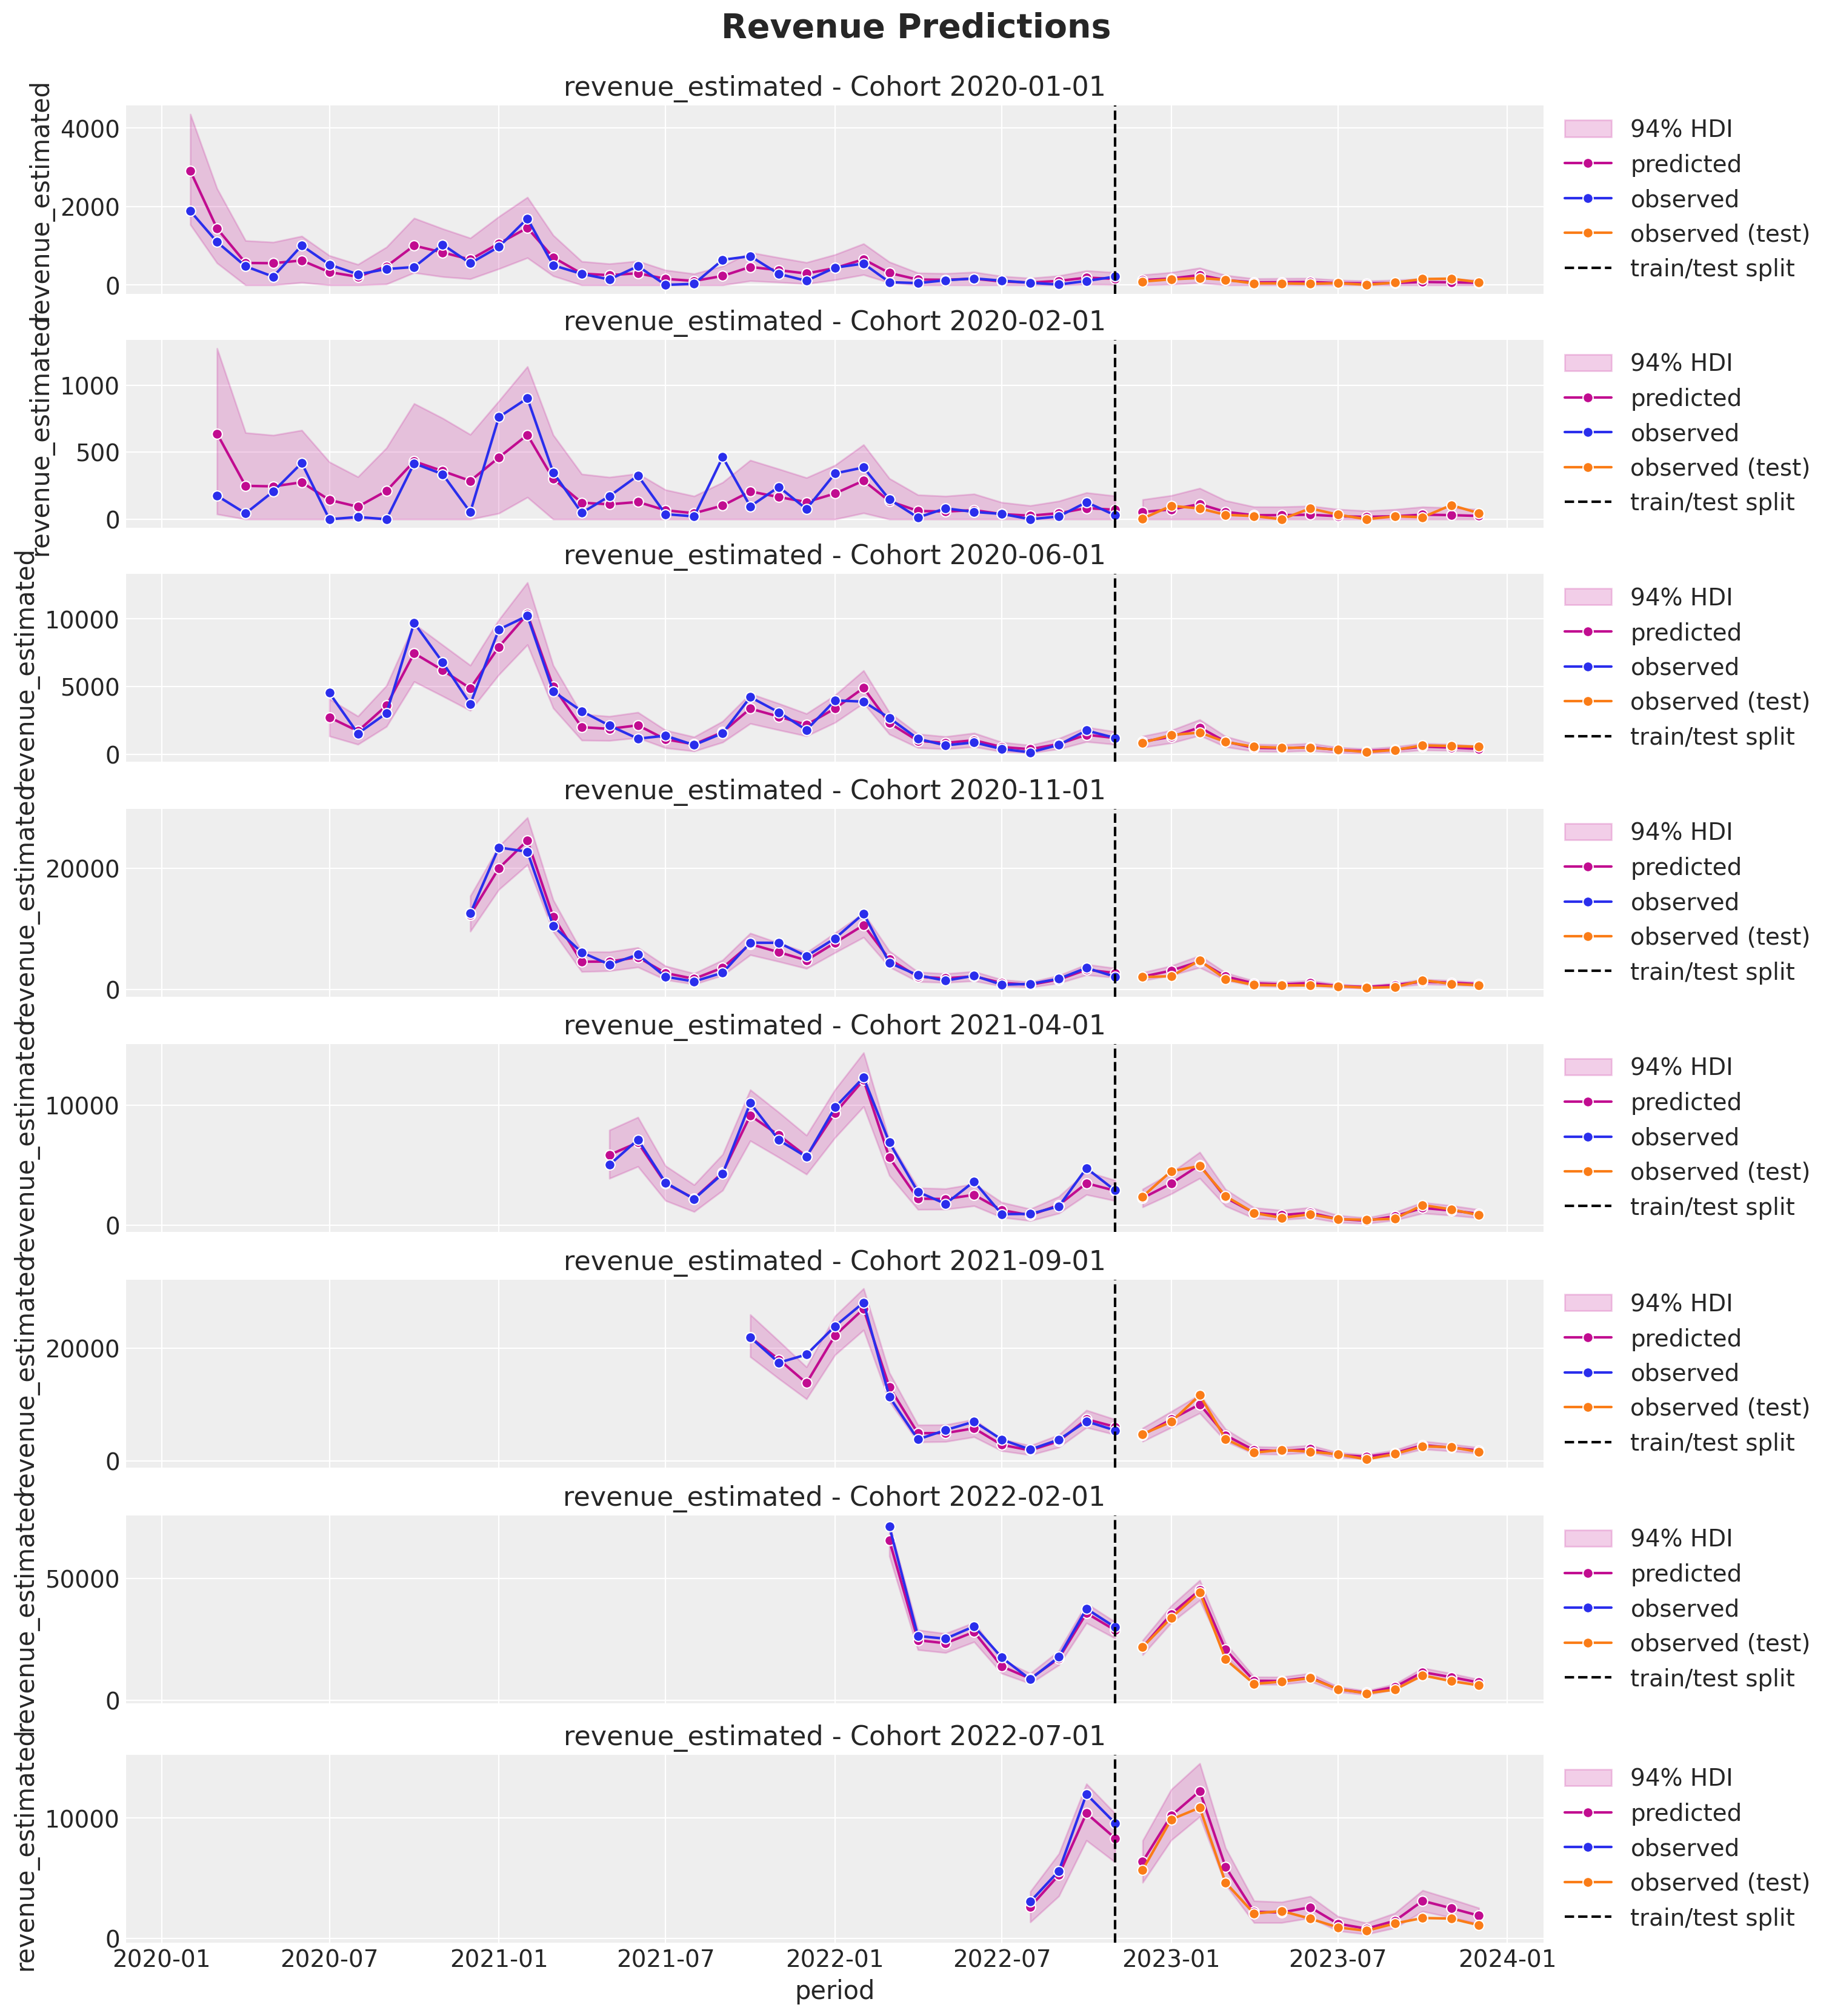 Revenue Predictions
revenue_estimated - Cohort 2020-01-01
revenue_estimated
4000
2000
0
94% HDI
predicted
observed
observed (test)
train/test split
revenue_estimated - Cohort 2020-02-01
revenue_estimated
1000
500
0
94% HDI
predicted
observed
observed (test)
train/test split
revenue_estimated - Cohort 2020-06-01
revenue_estimated
10000
5000
0
94% HDI
predicted
observed
observed (test)
train/test split
revenue_estimated - Cohort 2020-11-01
revenue_estimated
20000
0
94% HDI
predicted
observed
observed (test)
train/test split
revenue_estimated - Cohort 2021-04-01
revenue_estimated
10000
0
94% HDI
predicted
observed
observed (test)
train/test split
revenue_estimated - Cohort 2021-09-01
revenue_estimated
20000
0
94% HDI
predicted
observed
observed (test)
train/test split
revenue_estimated - Cohort 2022-02-01
revenue_estimated
50000
0
94% HDI
predicted
observed
observed (test)
train/test split
revenue_estimated - Cohort 2022-07-01
revenue_estimated
10000
0
94% HDI
predicted
observed
observed (test)
train/test split
2020-01 2020-07 2021-01 2021-07 2022-01 2022-07 2023-01 2023-07 2024-01
period